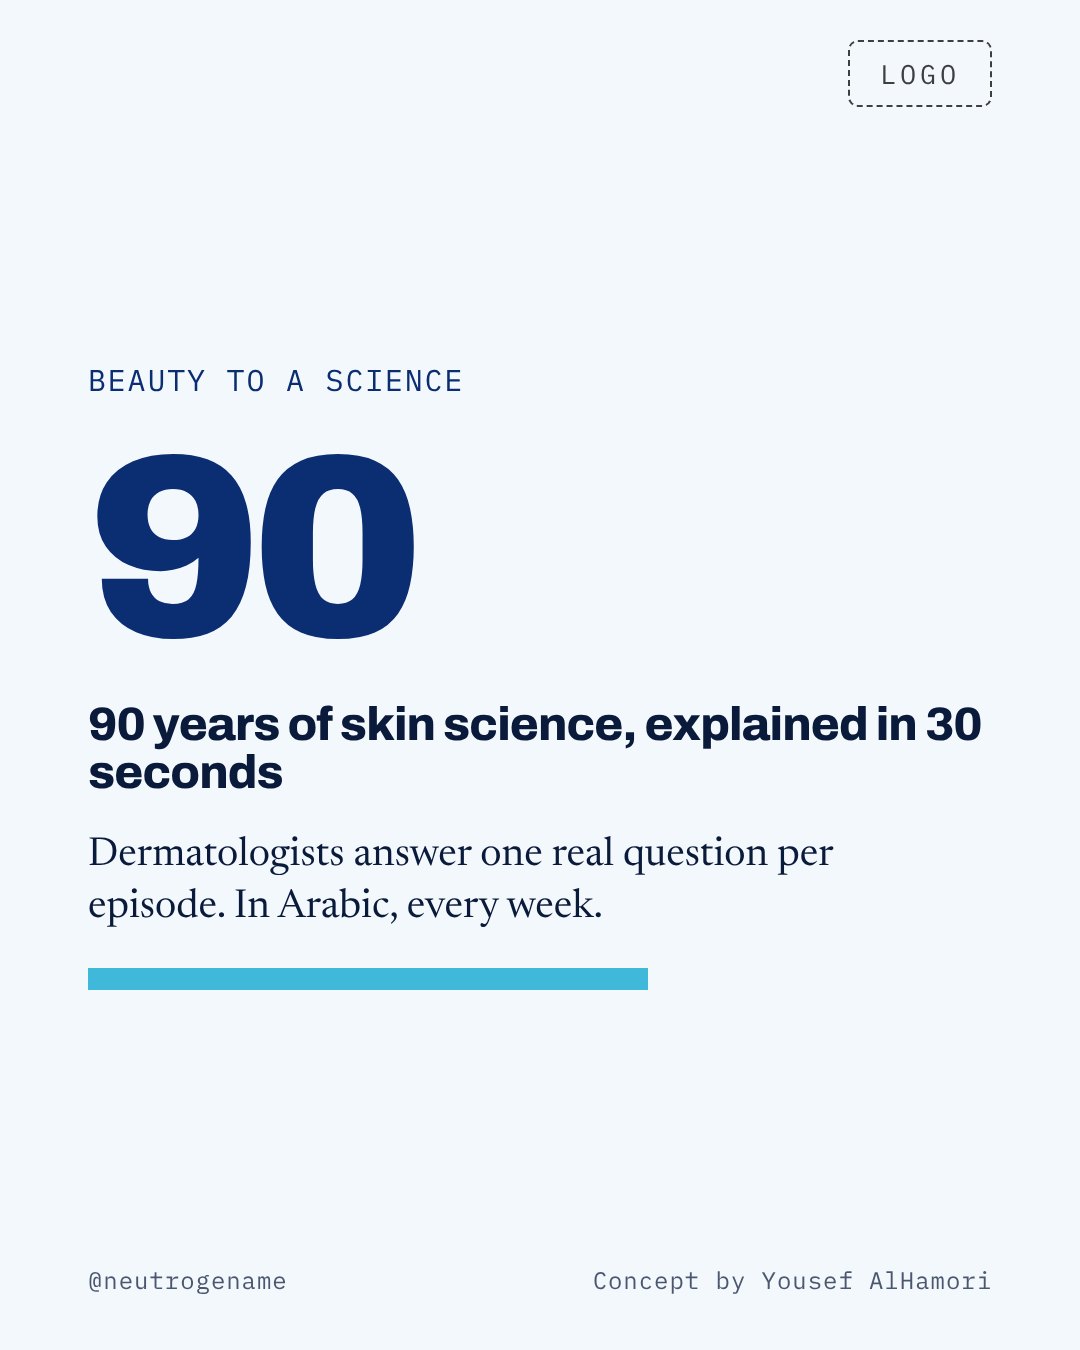 LOGO
BEAUTY TO A SCIENCE
90
90 years of skin science, explained in 30
seconds
Dermatologists answer one real question per
episode. In Arabic, every week.
@neutrogename
Concept by Yousef AlHamori